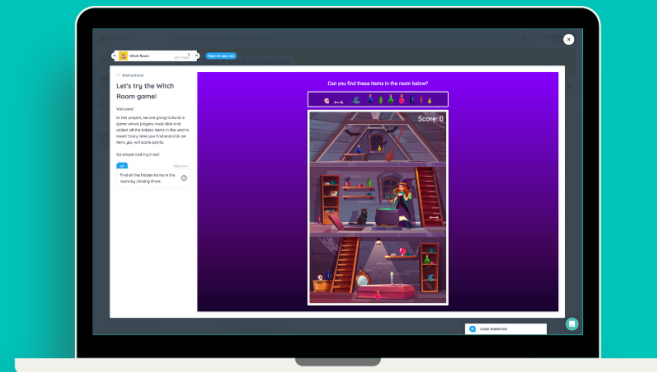 Witch Room
Instructions
Let's try the Witch
Room game!
Welcome!
In this project, we are going to build a
game where players must click and
collect all the hidden items in the witch's
room! Every time you find and click an
item, you will score points.
Go ahead and try it out!
Find all the hidden items in the
room by clicking them.
Can you find these items in the room below?
Score: 0